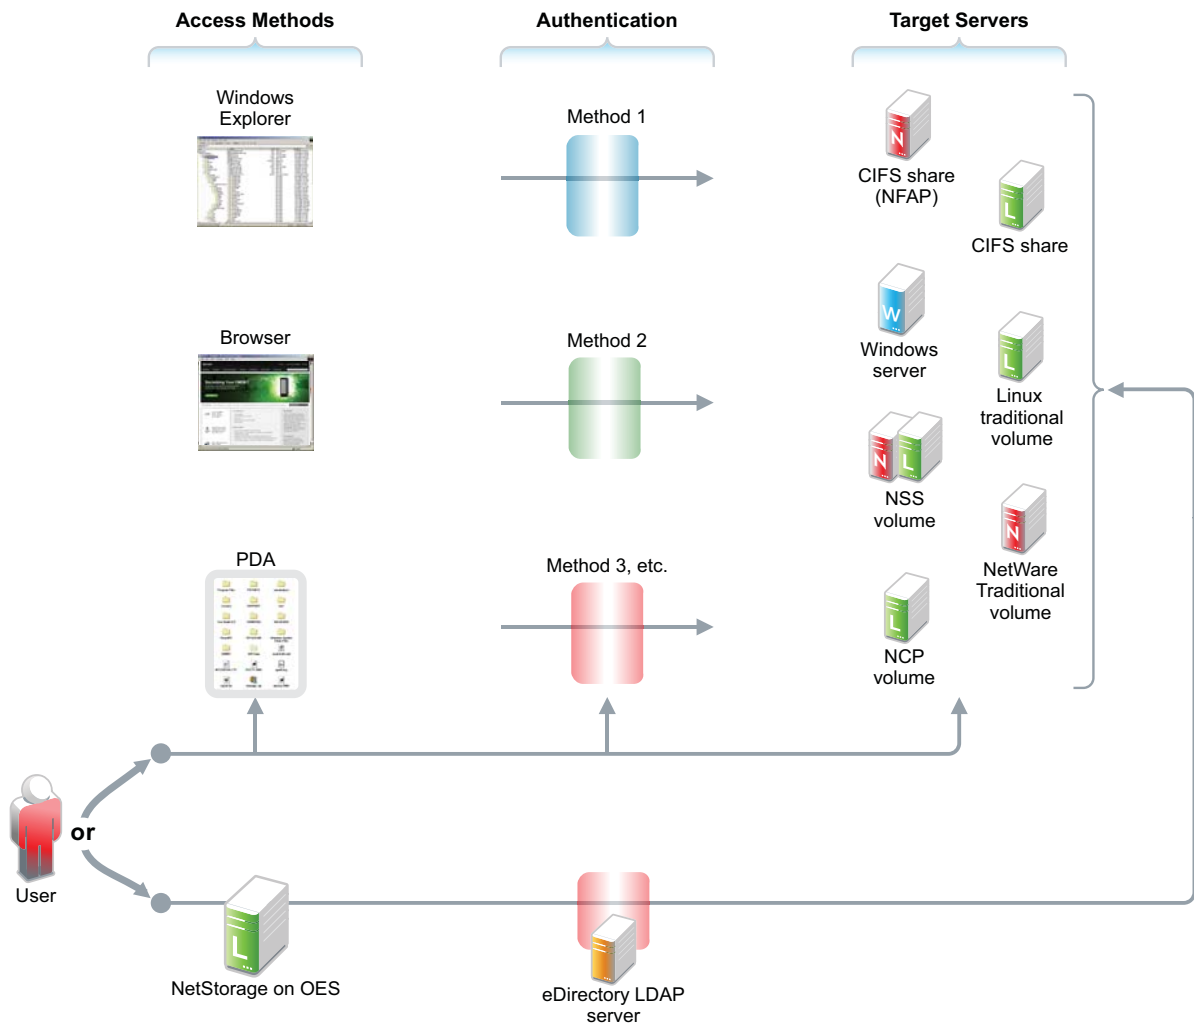 Access Methods
Authentication
Target Servers
Windows
Explorer
Method 1
N
CIFS share
(NFAP)
L
CIFS share
Browser
Method 2
W
Windows
server
L
Linux
traditional
volume
N L
NSS
volume
PDA
Method 3, etc.
N
NetWare
Traditional
volume
L
NCP
volume
or
User
L
NetStorage on OES
eDirectory LDAP
server